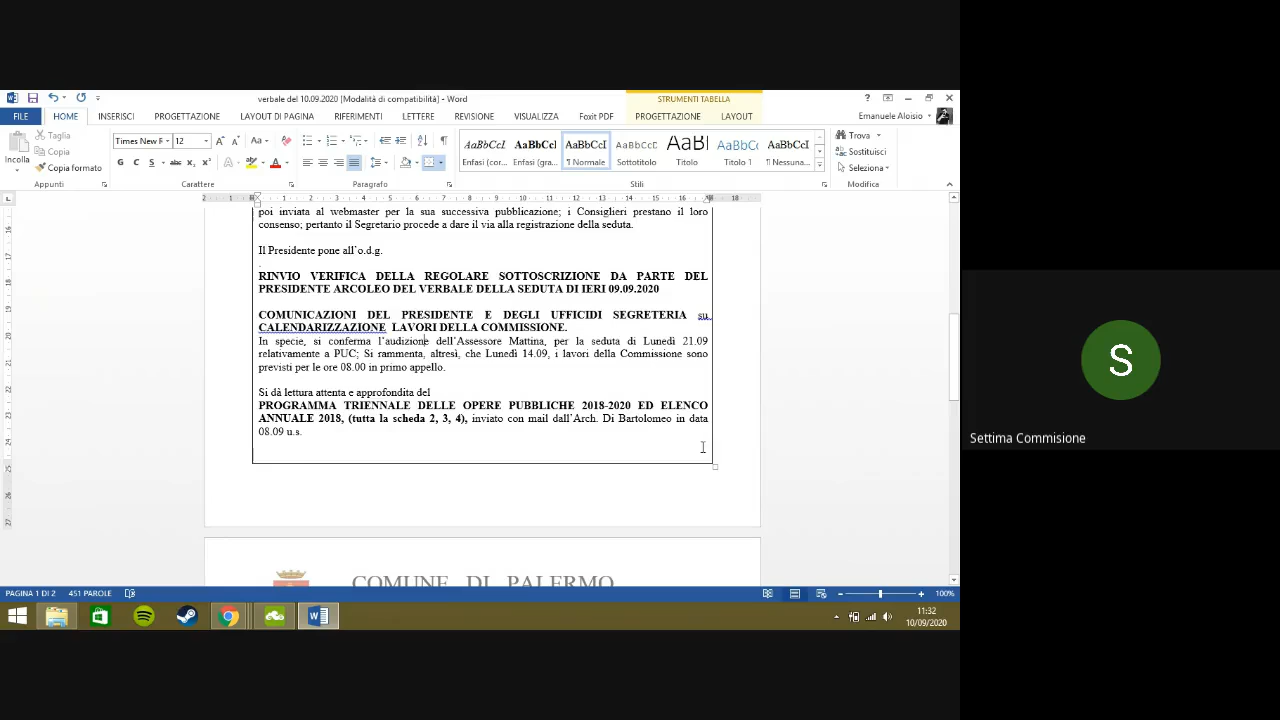 verbale del 10.09.2020 [Modalità di compatibilità] - Word
STRUMENTI TABELLA
FILE HOME INSERISCI PROGETTAZIONE LAYOUT DI PAGINA RIFERIMENTI LETTERE REVISIONE VISUALIZZA Foxit PDF PROGETTAZIONE LAYOUT Emanuele Aloisio
Incolla
Taglia
Copia
Copia formato
Appunti
Times New F 12
G C S abc x₂ x²
Carattere
Paragrafo
AaBbCcI AaBbCcl AaBbCcI AaBbCcD AaBl AaBbC AaBbCcI
Enfasi (cor... Enfasi (gra... ¶ Normale Sottotitolo Titolo Titolo 1 ¶ Nessuna...
Stili
Trova
Sostituisci
Seleziona
Modifica
poi inviata al webmaster per la sua successiva pubblicazione; i Consiglieri prestano il loro
consenso; pertanto il Segretario procede a dare il via alla registrazione della seduta.
Il Presidente pone all'o.d.g.
.
RINVIO VERIFICA DELLA REGOLARE SOTTOSCRIZIONE DA PARTE DEL
PRESIDENTE ARCOLEO DEL VERBALE DELLA SEDUTA DI IERI 09.09.2020
COMUNICAZIONI DEL PRESIDENTE E DEGLI UFFICIDI SEGRETERIA su
CALENDARIZZAZIONE LAVORI DELLA COMMISSIONE.
In specie, si conferma l'audizione dell'Assessore Mattina, per la seduta di Lunedì 21.09
relativamente a PUC; Si rammenta, altresì, che Lunedì 14.09, i lavori della Commissione sono
previsti per le ore 08.00 in primo appello.
Si dà lettura attenta e approfondita del
PROGRAMMA TRIENNALE DELLE OPERE PUBBLICHE 2018-2020 ED ELENCO
ANNUALE 2018, (tutta la scheda 2, 3, 4), inviato con mail dall'Arch. Di Bartolomeo in data
08.09 u.s.
COMUNE DI PALERMO
PAGINA 1 DI 2 451 PAROLE
100%
11:32
10/09/2020
S
Settima Commisione